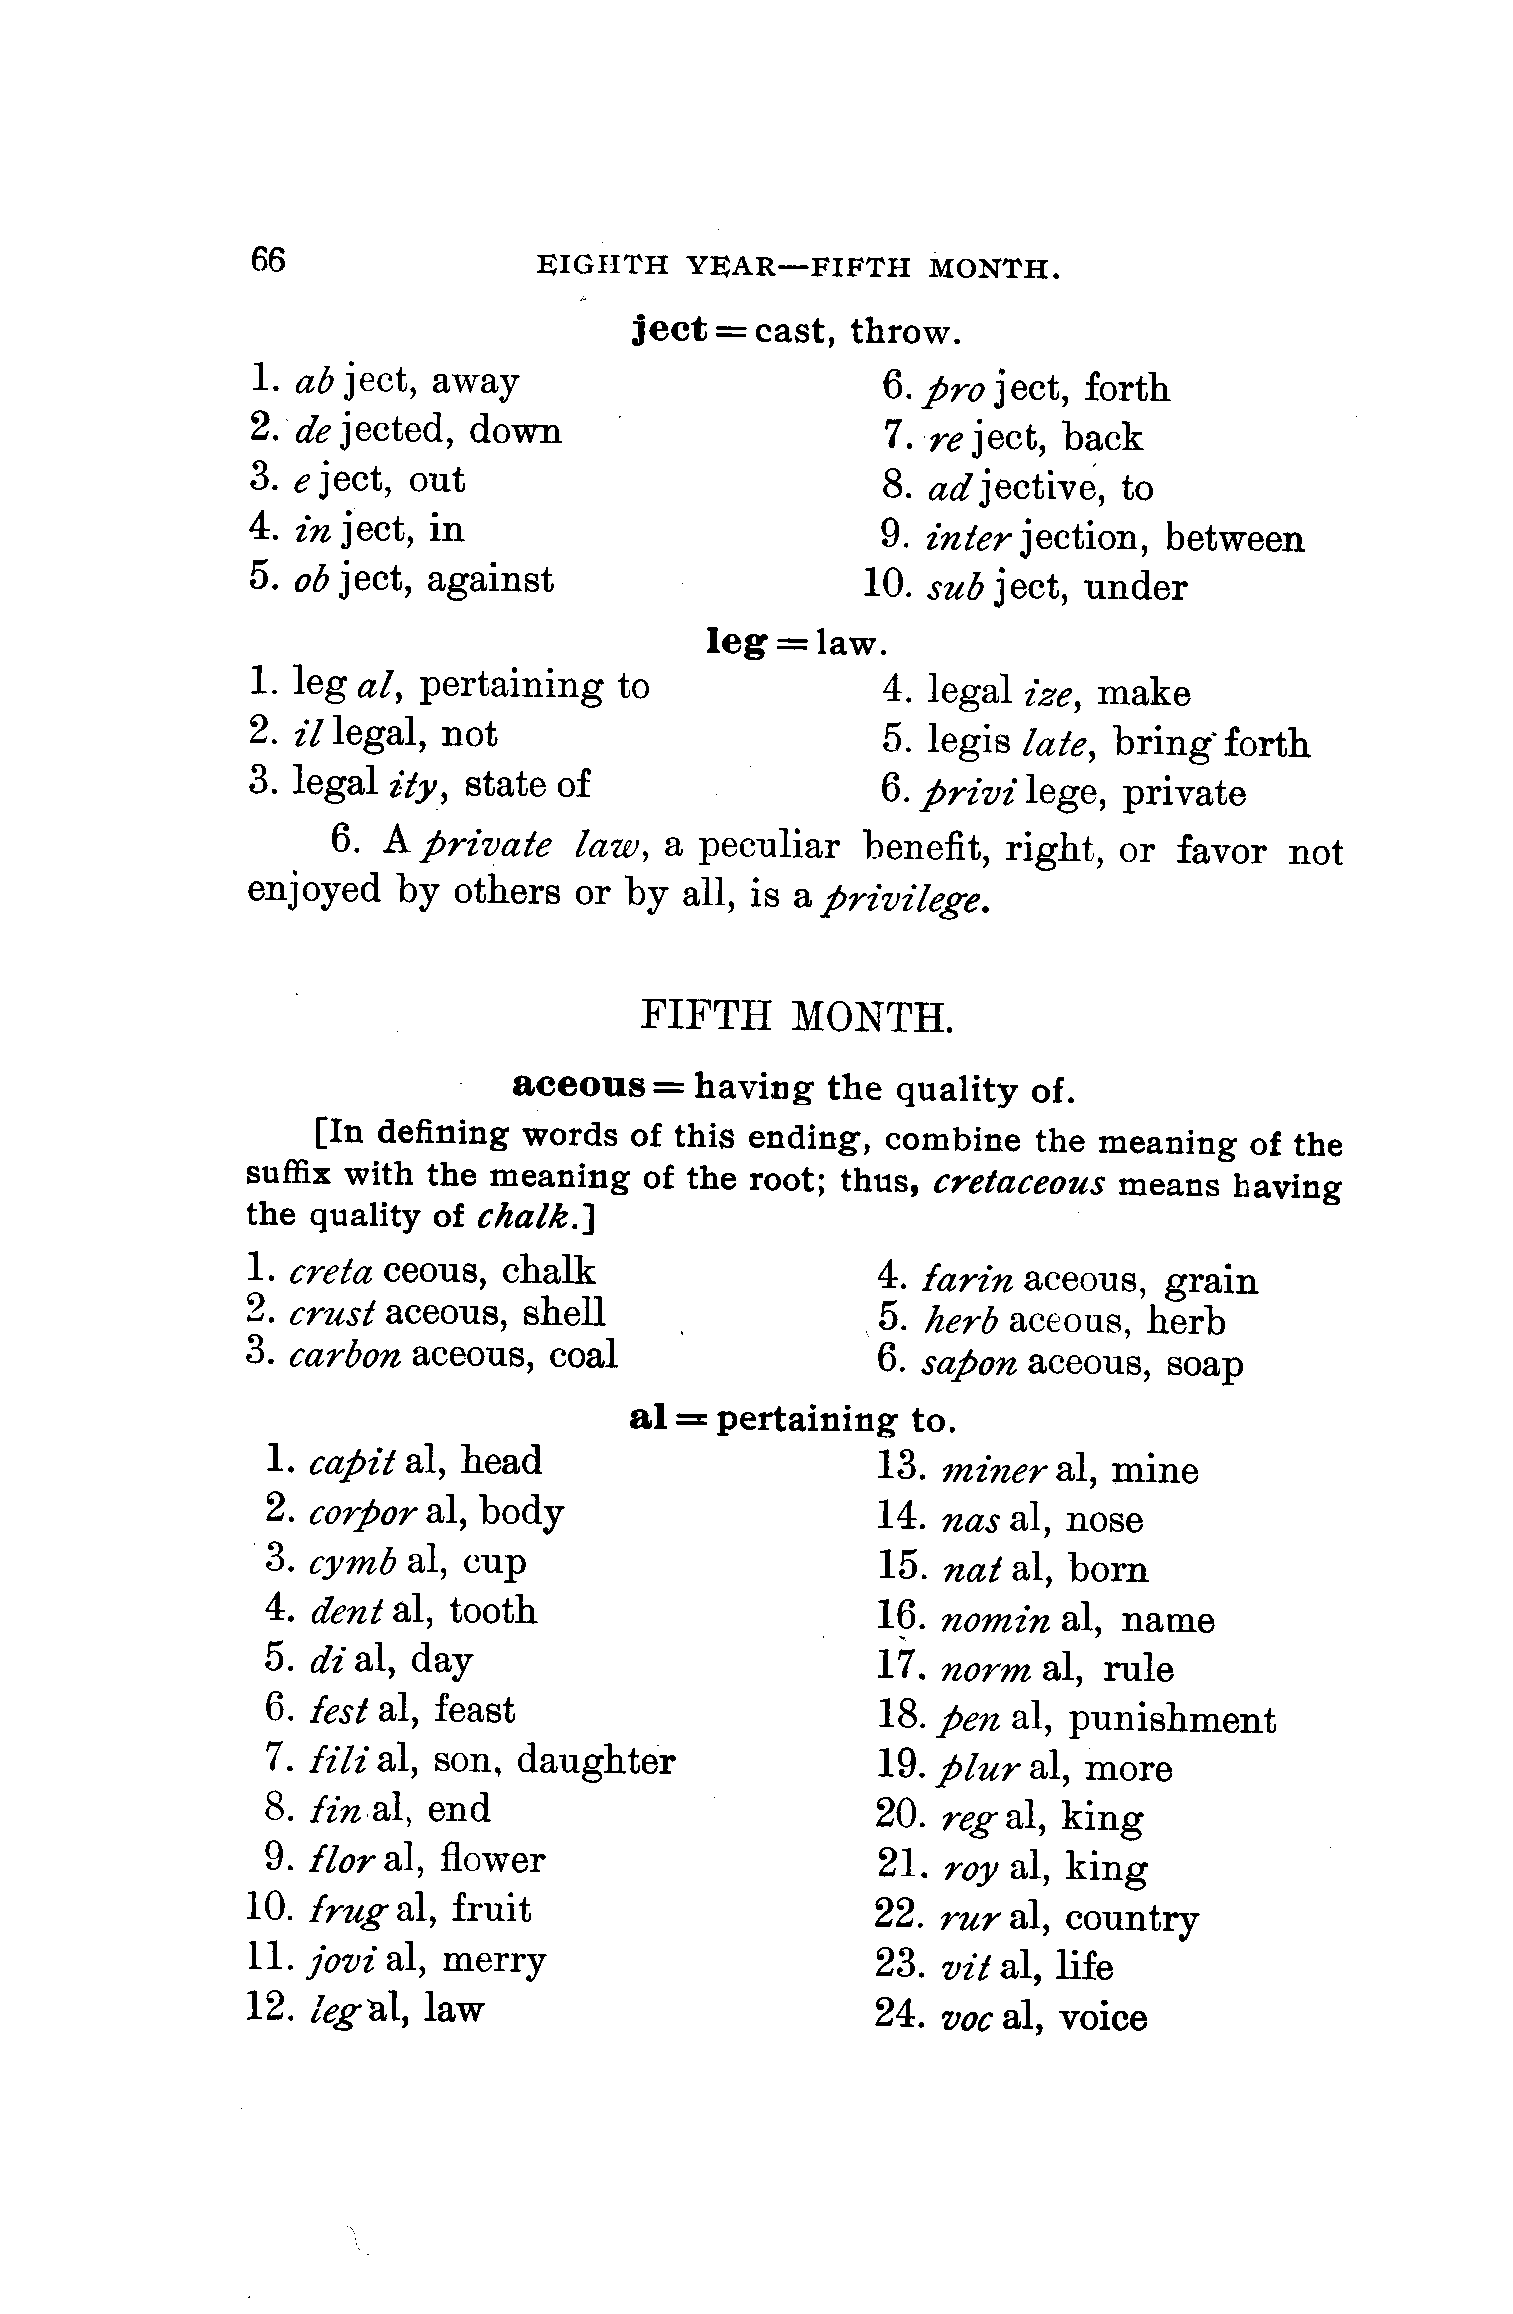 66
EIGHTH YEAR—FIFTH MONTH.
ject = cast, throw.
1. ab ject, away
2. de jected, down
3. e ject, out
4. in ject, in
5. ob ject, against
6. pro ject, forth
7. re ject, back
8. ad jective, to
9. inter jection, between
10. sub ject, under
leg = law.
1. leg al, pertaining to
2. il legal, not
3. legal ity, state of
4. legal ize, make
5. legis late, bring forth
6. privi lege, private
6. A private law, a peculiar benefit, right, or favor not
enjoyed by others or by all, is a privilege.
FIFTH MONTH.
aceous = having the quality of.
[In defining words of this ending, combine the meaning of the
suffix with the meaning of the root; thus, cretaceous means having
the quality of chalk.]
1. creta ceous, chalk
2. crust aceous, shell
3. carbon aceous, coal
4. farin aceous, grain
5. herb aceous, herb
6. sapon aceous, soap
al = pertaining to.
1. capit al, head
2. corpor al, body
3. cymb al, cup
4. dent al, tooth
5. di al, day
6. fest al, feast
7. fili al, son, daughter
8. fin al, end
9. flor al, flower
10. frug al, fruit
11. jovi al, merry
12. leg al, law
13. miner al, mine
14. nas al, nose
15. nat al, born
16. nomin al, name
17. norm al, rule
18. pen al, punishment
19. plur al, more
20. reg al, king
21. roy al, king
22. rur al, country
23. vit al, life
24. voc al, voice